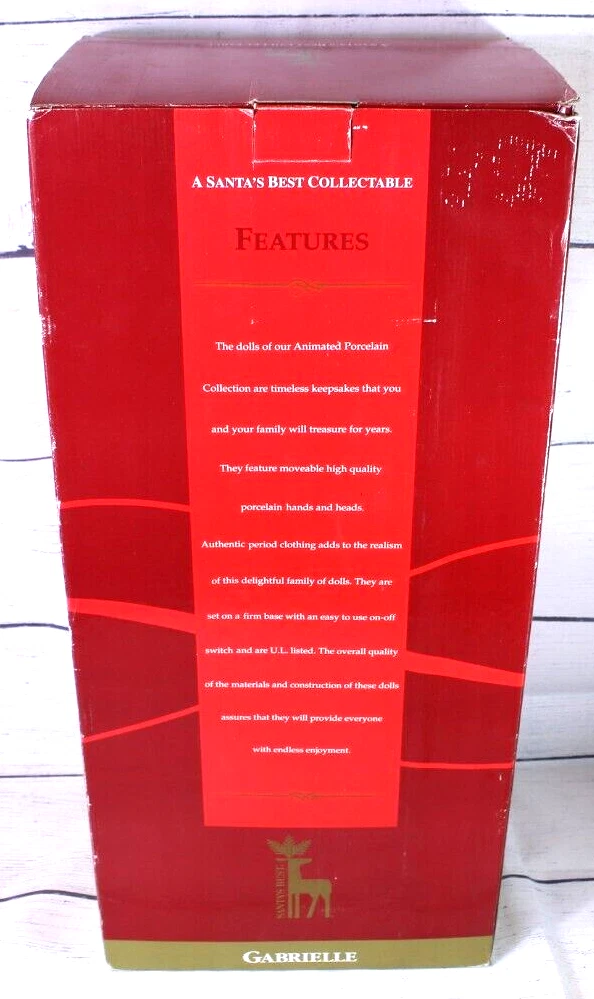 A SANTA'S BEST COLLECTABLE
FEATURES
The dolls of our Animated Porcelain
Collection are timeless keepsakes that you
and your family will treasure for years.
They feature moveable high quality
porcelain hands and heads.
Authentic period clothing adds to the realism
of this delightful family of dolls. They are
set on a firm base with an easy to use on-off
switch and are U.L. listed. The overall quality
of the materials and construction of these dolls
assures that they will provide everyone
with endless enjoyment.
SANTA'S BEST
GABRIELLE